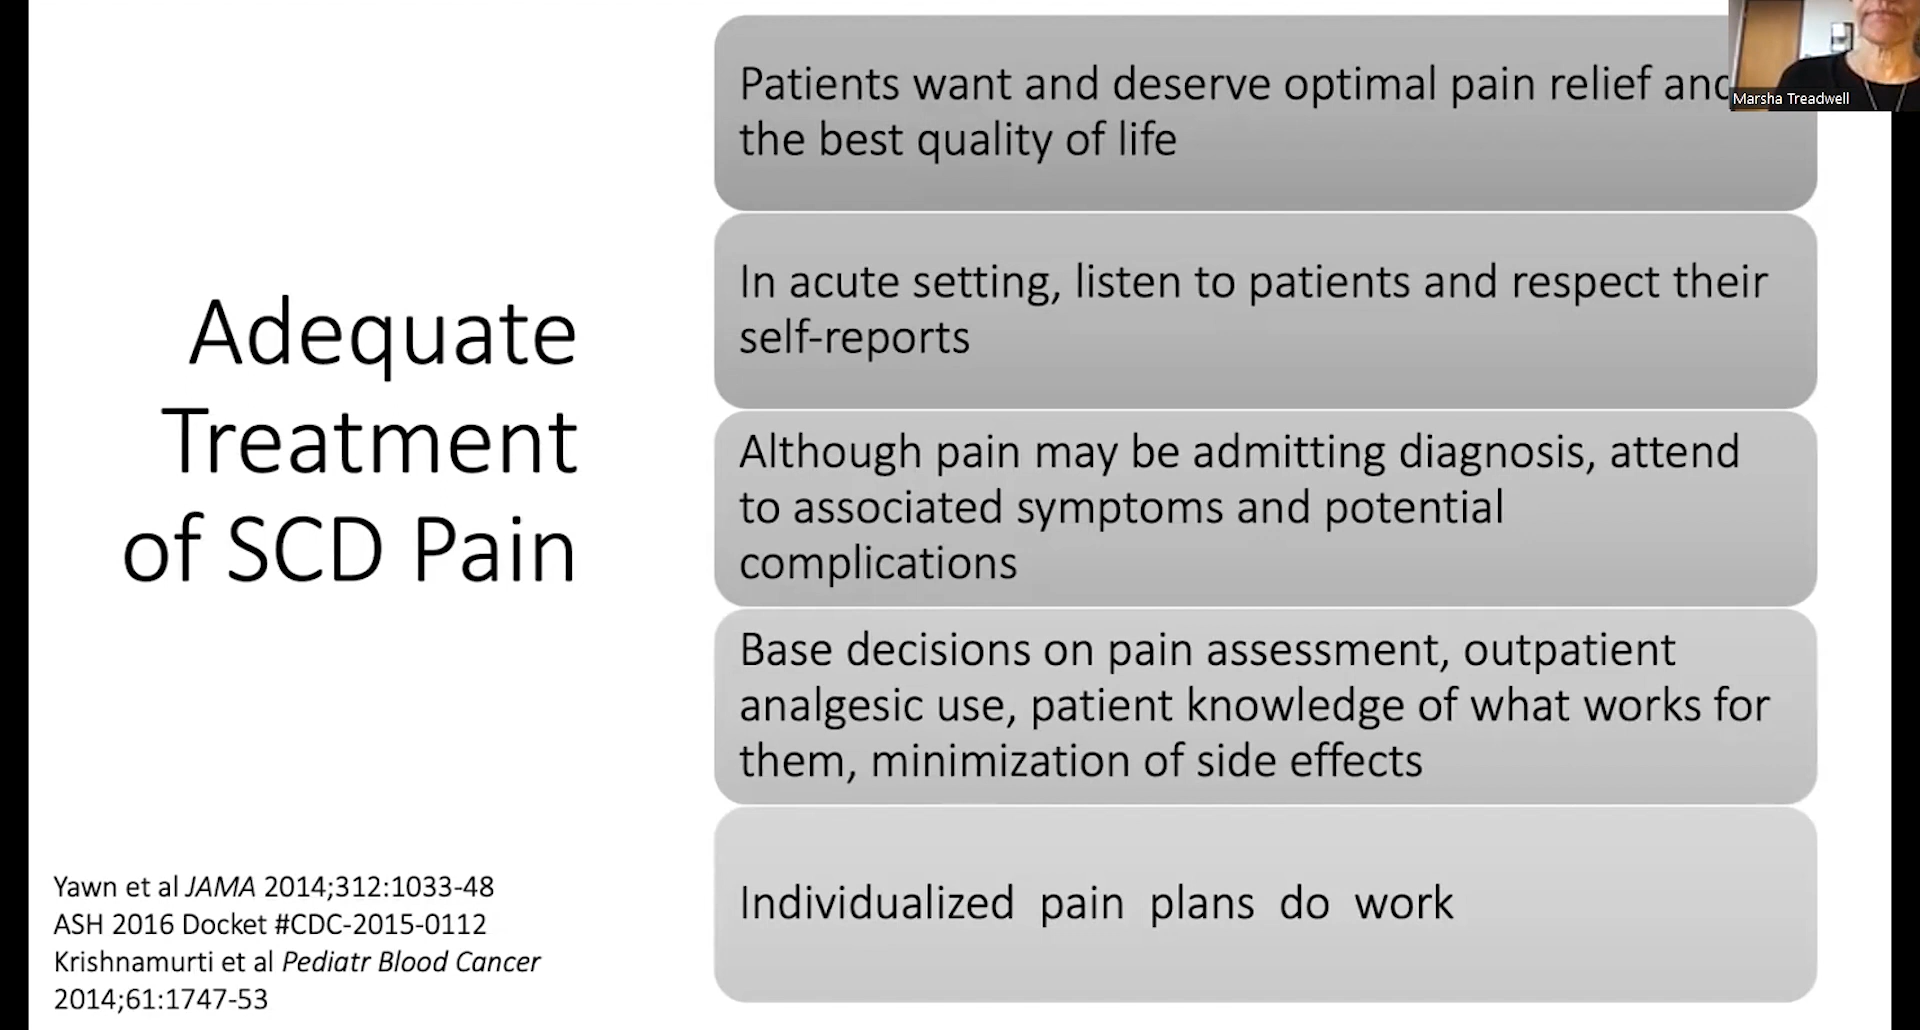 Adequate
Treatment
of SCD Pain
Yawn et al JAMA 2014;312:1033-48
ASH 2016 Docket #CDC-2015-0112
Krishnamurti et al Pediatr Blood Cancer
2014;61:1747-53
Patients want and deserve optimal pain relief and
the best quality of life
In acute setting, listen to patients and respect their
self-reports
Although pain may be admitting diagnosis, attend
to associated symptoms and potential
complications
Base decisions on pain assessment, outpatient
analgesic use, patient knowledge of what works for
them, minimization of side effects
Individualized pain plans do work
Marsha Treadwell